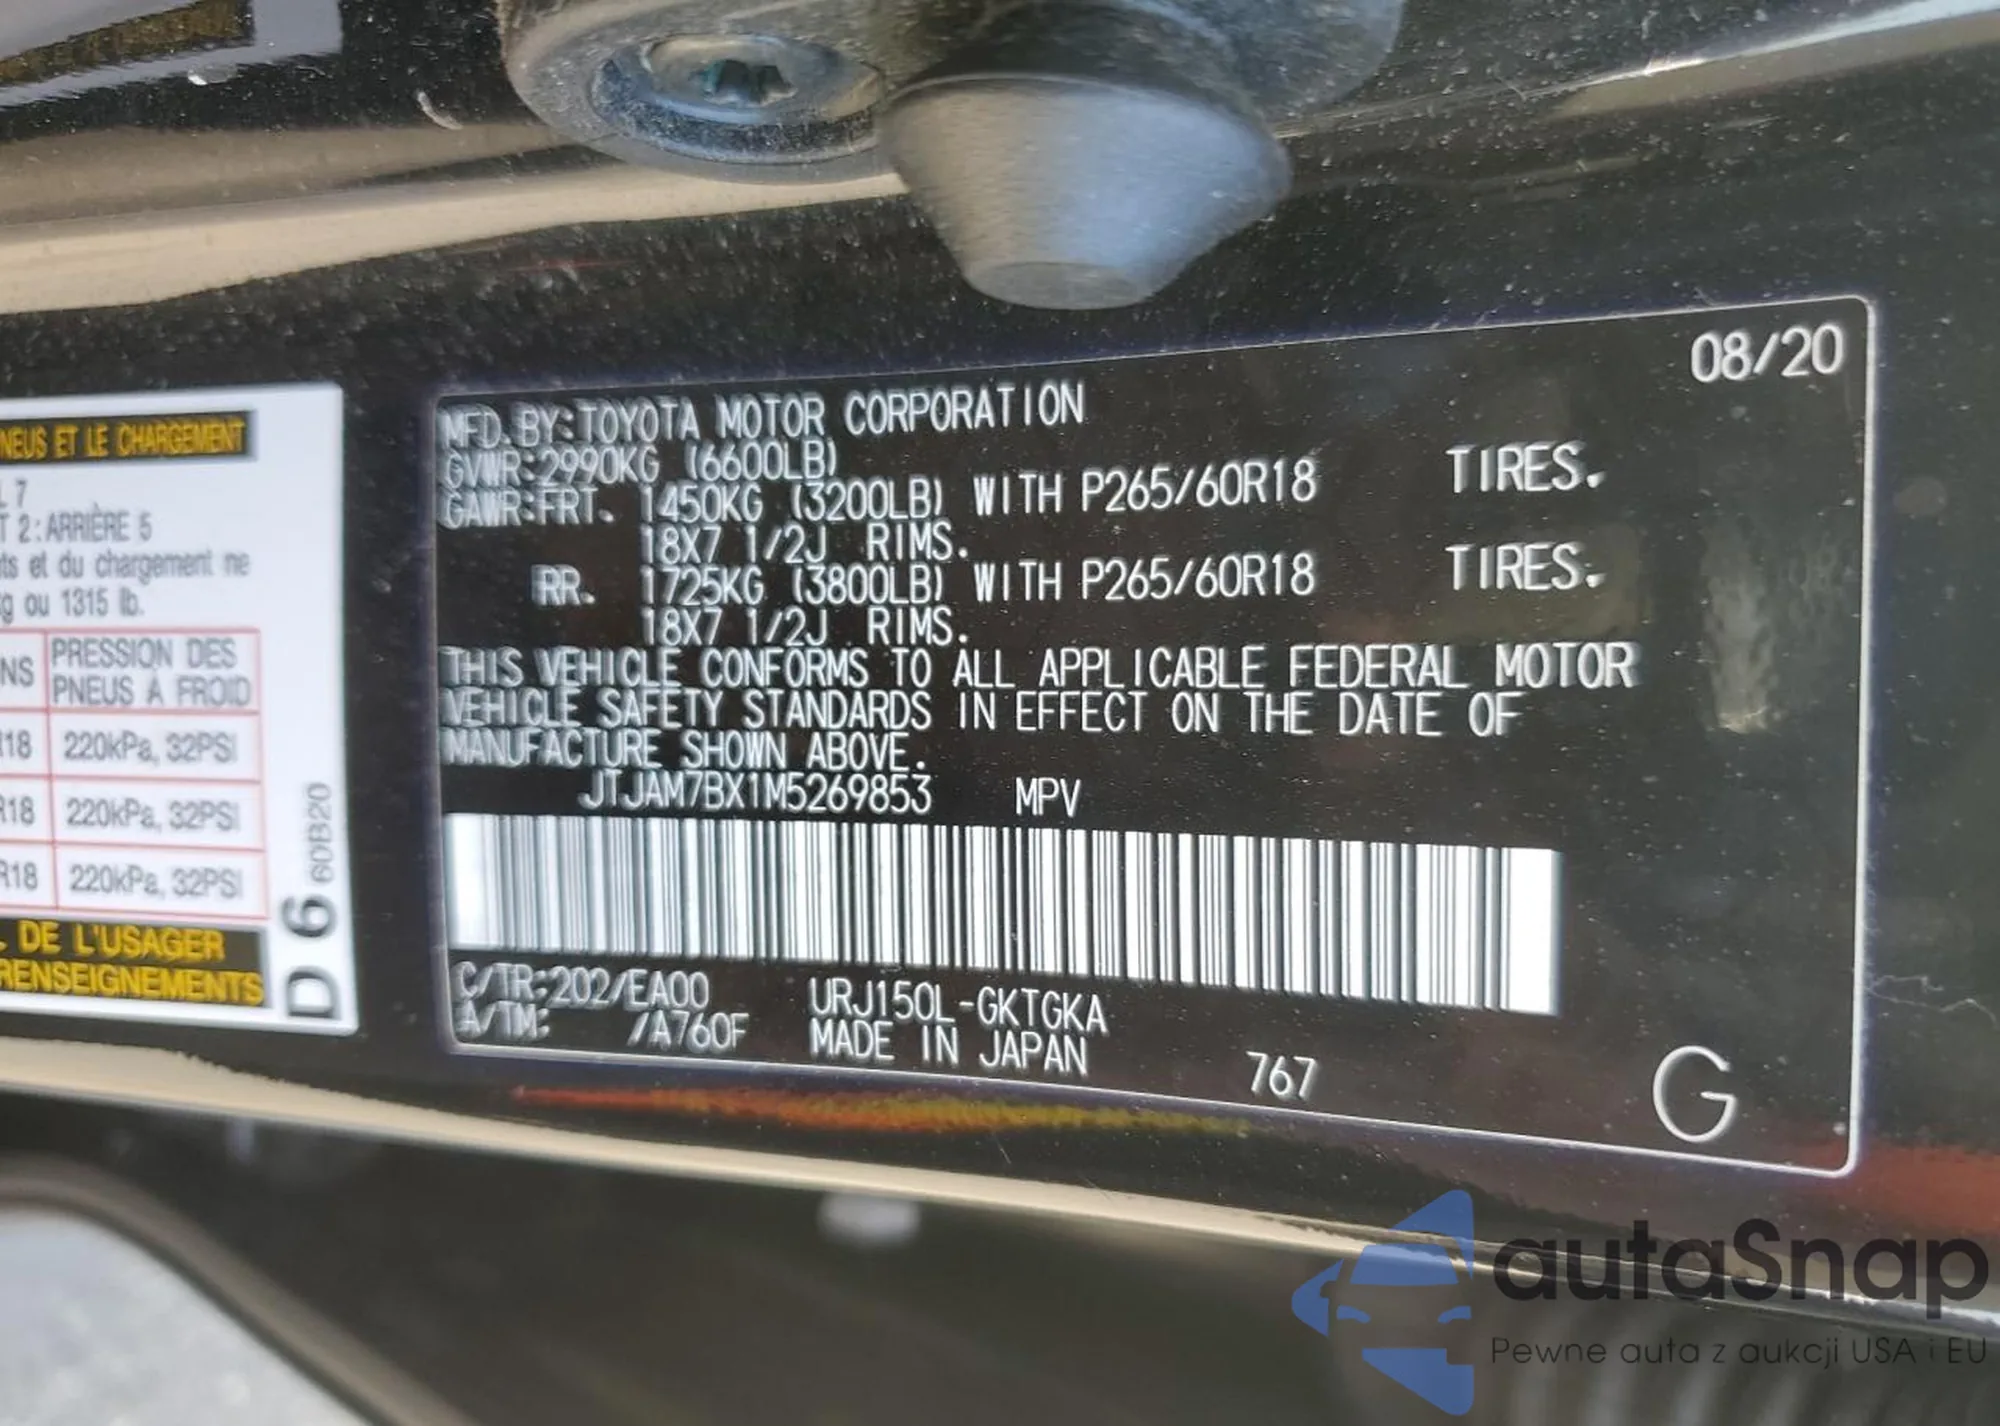 NEUS ET LE CHARGEMENT
L 7
T 2: ARRIÈRE 5
ts et du chargement ne
g ou 1315 lb.
NS PRESSION DES
PNEUS À FROID
R18 220kPa, 32PSI
R18 220kPa, 32PSI
R18 220kPa, 32PSI
DE L'USAGER
RENSEIGNEMENTS
D 6 60B20
08/20
MFD. BY: TOYOTA MOTOR CORPORATION
GVWR: 2990KG (6600LB)
GAWR: FRT. 1450KG (3200LB) WITH P265/60R18 TIRES.
18X7 1/2J RIMS.
RR. 1725KG (3800LB) WITH P265/60R18 TIRES.
18X7 1/2J RIMS.
THIS VEHICLE CONFORMS TO ALL APPLICABLE FEDERAL MOTOR
VEHICLE SAFETY STANDARDS IN EFFECT ON THE DATE OF
MANUFACTURE SHOWN ABOVE.
JTJAM7BX1M5269853 MPV
C/TR: 202/EA00 URJ150L-GKTGKA
A/TM: /A760F MADE IN JAPAN
767
G
autaSnap
Pewne auta z aukcji USA i EU